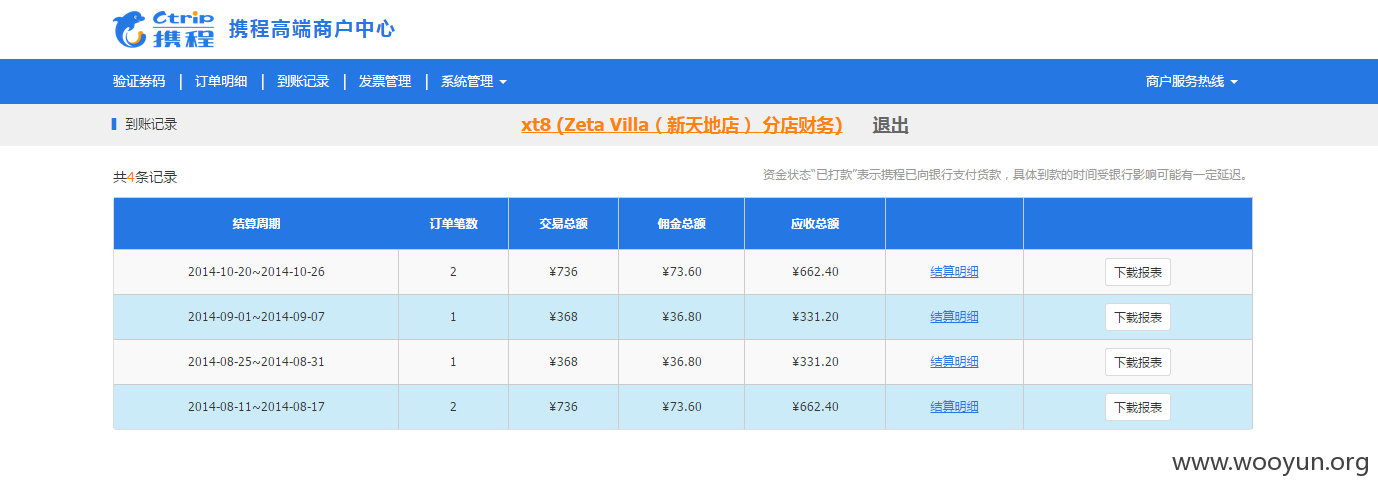 Ctrip
携程 携程高端商户中心
验证券码 | 订单明细 | 到账记录 | 发票管理 | 系统管理 商户服务热线
到账记录 xt8 (Zeta Villa（新天地店） 分店财务) 退出
共4条记录 资金状态“已打款”表示携程已向银行支付货款，具体到款的时间受银行影响可能有一定延迟。
结算周期 订单笔数 交易总额 佣金总额 应收总额
2014-10-20~2014-10-26 2 ¥736 ¥73.60 ¥662.40 结算明细 下载报表
2014-09-01~2014-09-07 1 ¥368 ¥36.80 ¥331.20 结算明细 下载报表
2014-08-25~2014-08-31 1 ¥368 ¥36.80 ¥331.20 结算明细 下载报表
2014-08-11~2014-08-17 2 ¥736 ¥73.60 ¥662.40 结算明细 下载报表
www.wooyun.org